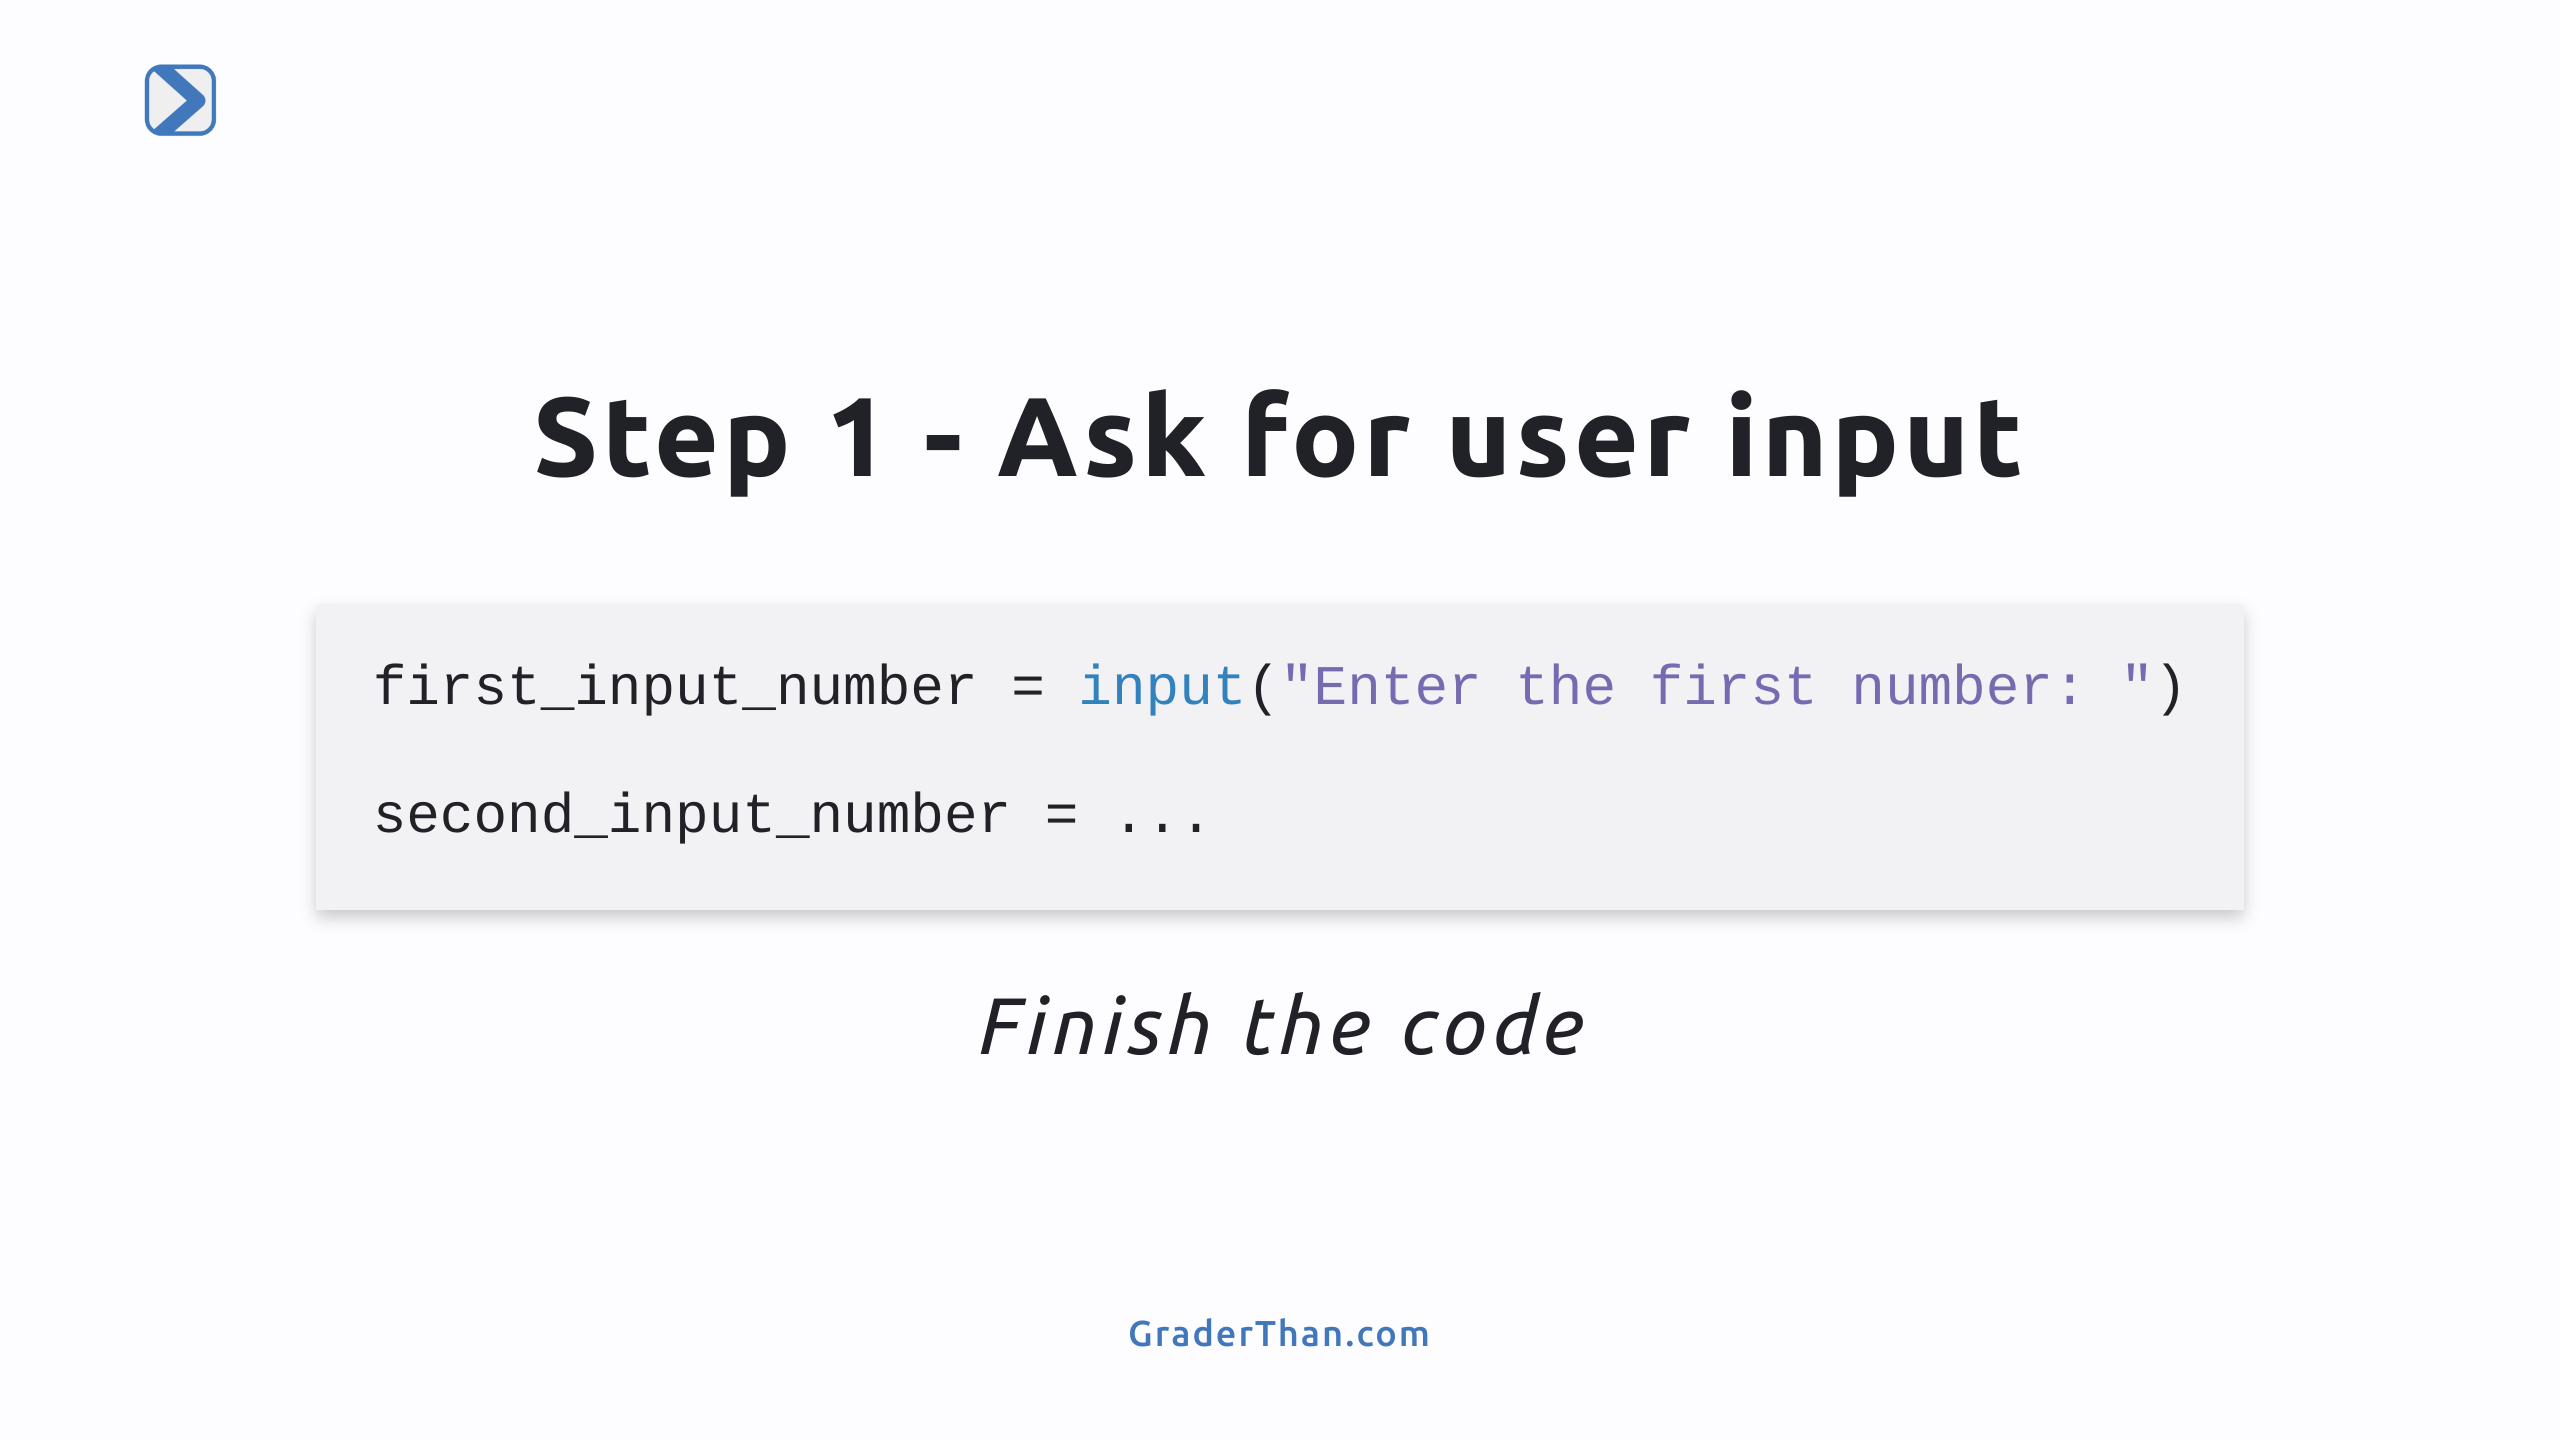 Step 1 - Ask for user input
first_input_number = input("Enter the first number: ")
second_input_number = ...
Finish the code
GraderThan.com